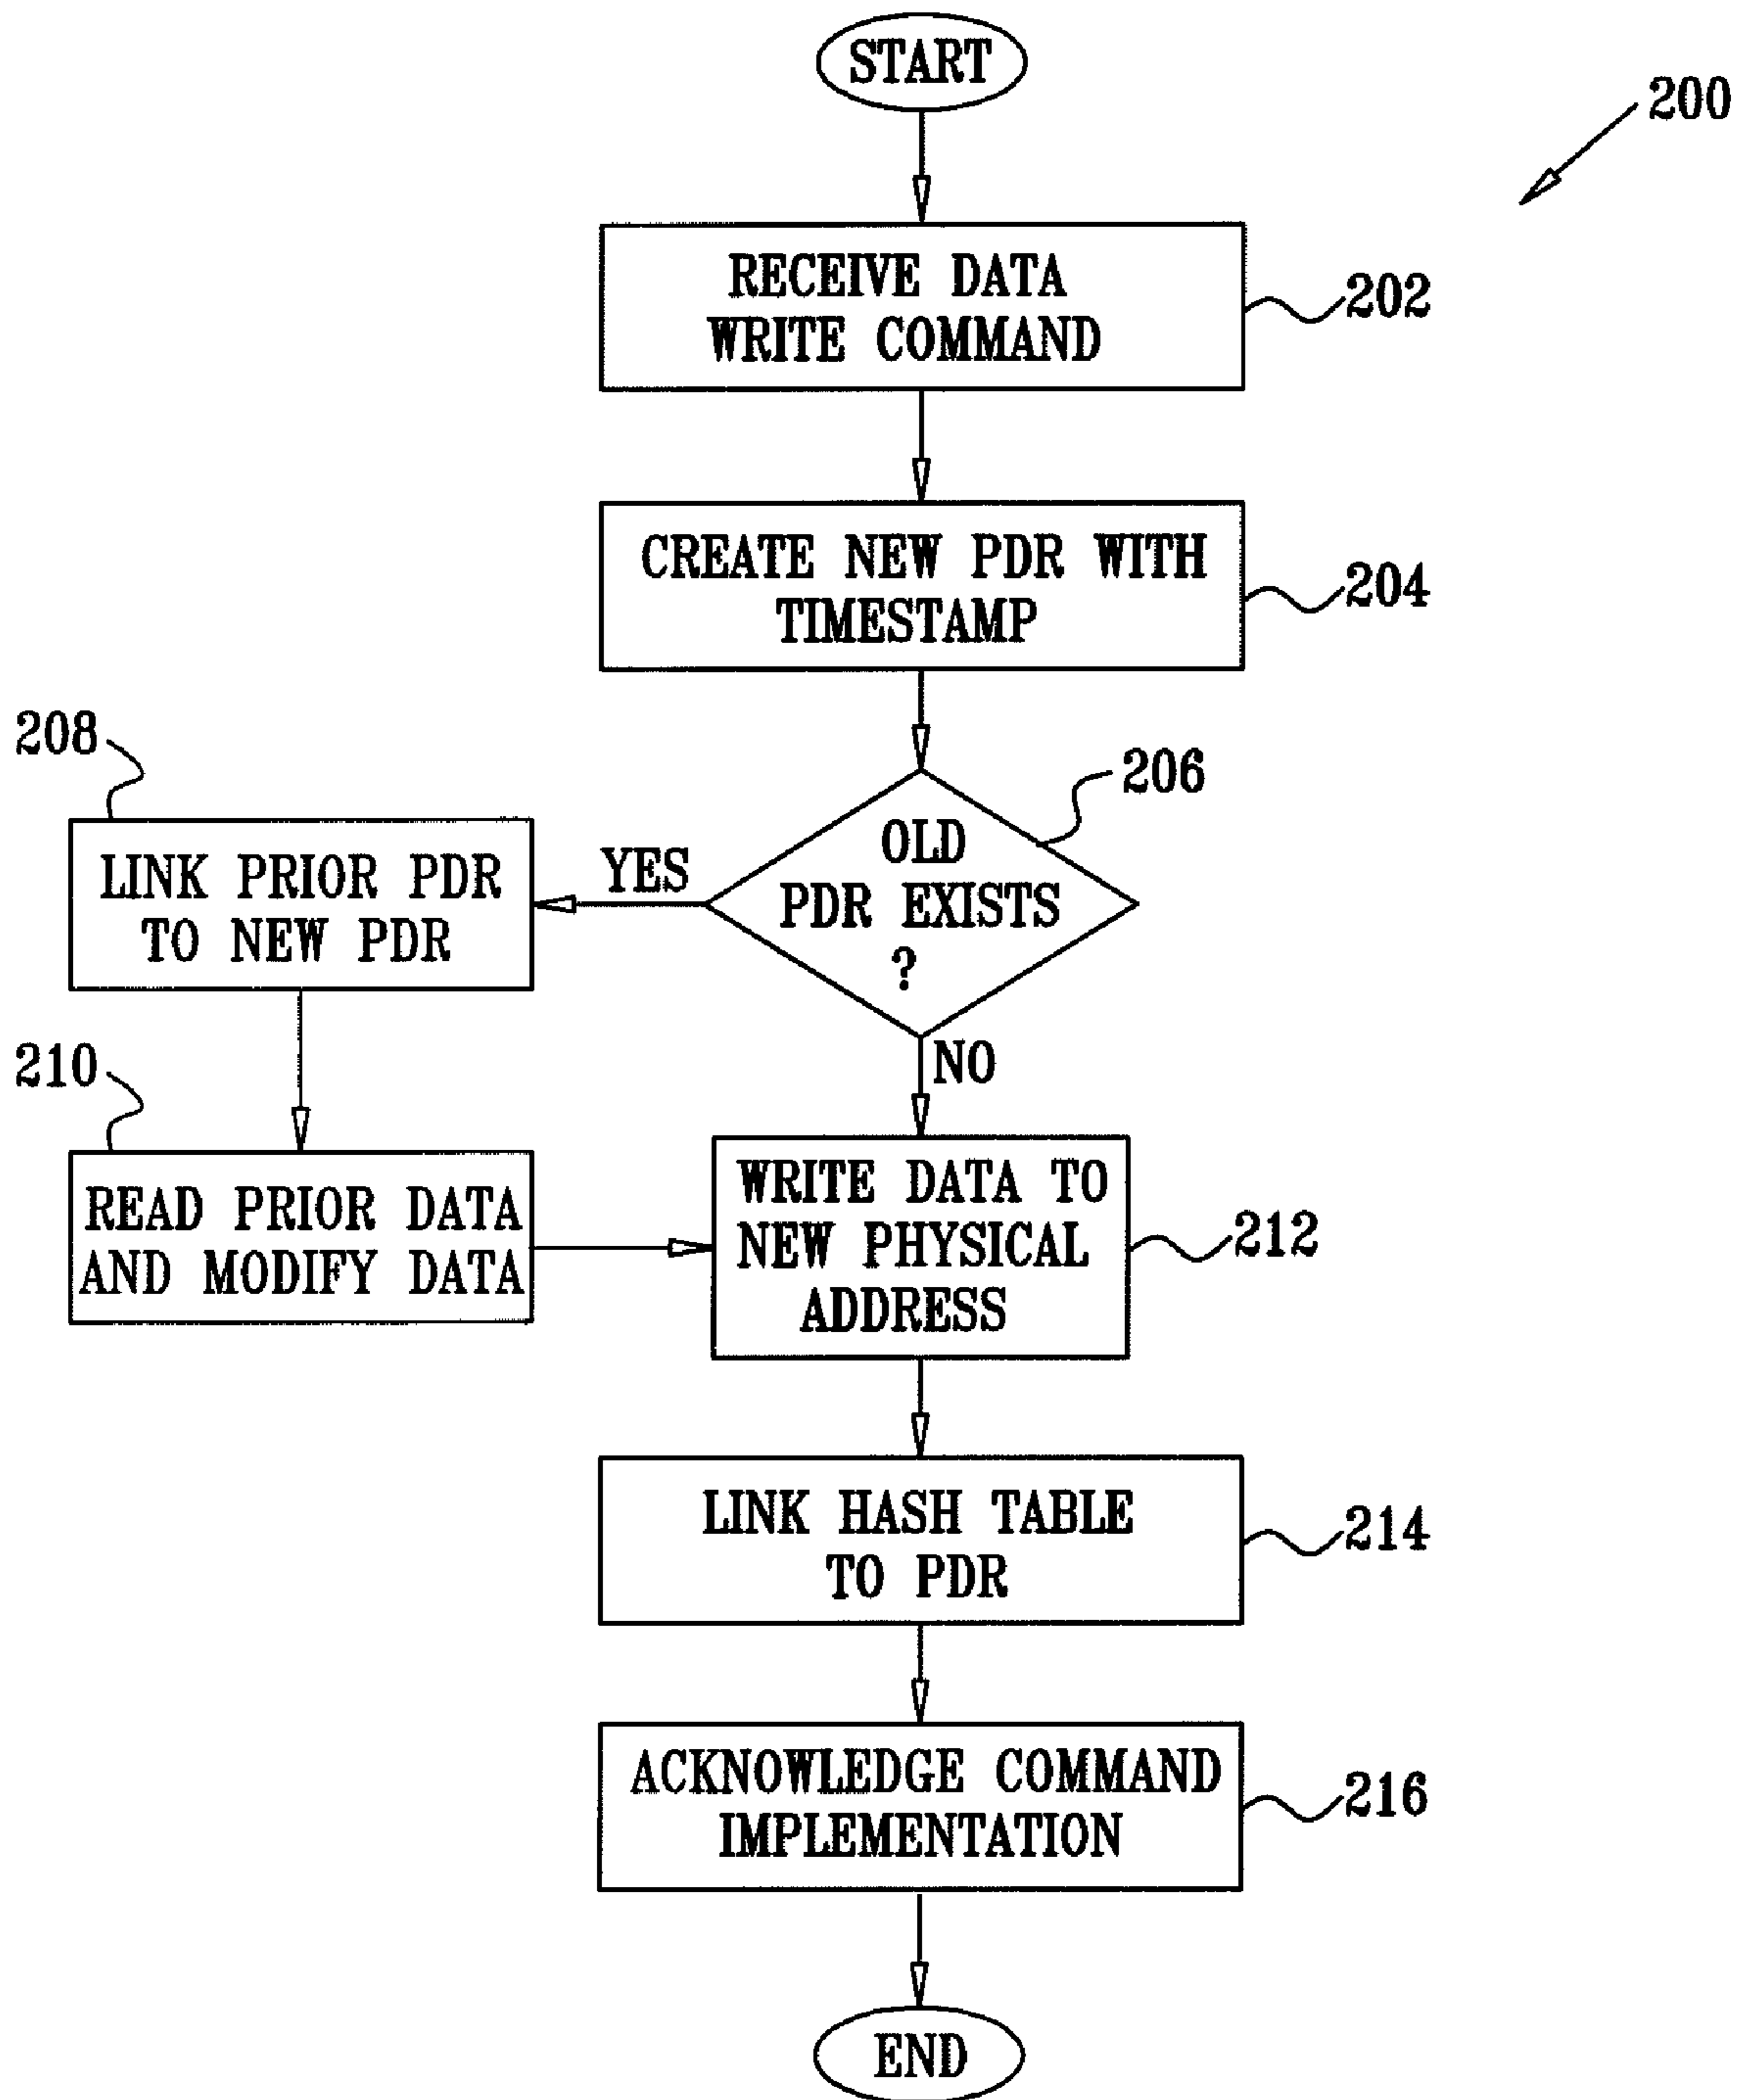 START
200
RECEIVE DATA
WRITE COMMAND
202
CREATE NEW PDR WITH
TIMESTAMP
204
206
OLD
PDR EXISTS
?
YES
NO
208
LINK PRIOR PDR
TO NEW PDR
210
READ PRIOR DATA
AND MODIFY DATA
WRITE DATA TO
NEW PHYSICAL
ADDRESS
212
LINK HASH TABLE
TO PDR
214
ACKNOWLEDGE COMMAND
IMPLEMENTATION
216
END